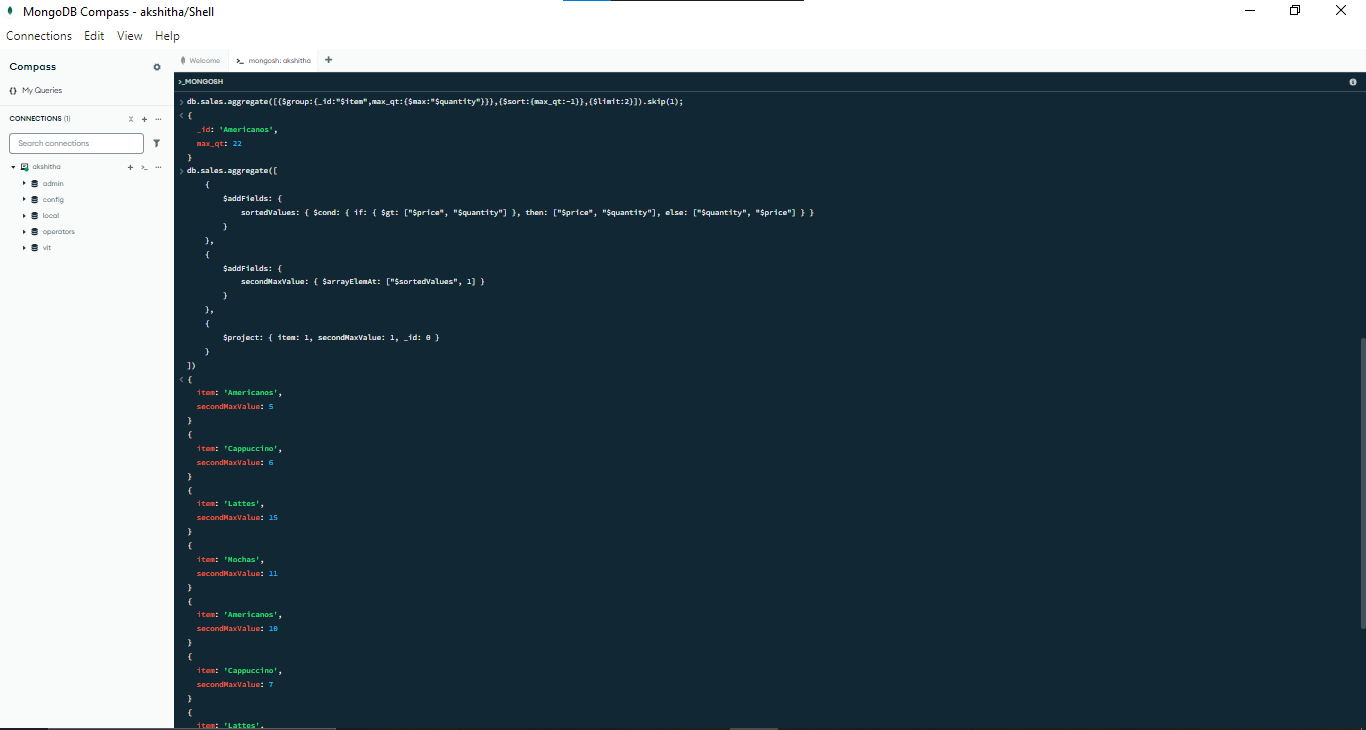 MongoDB Compass - akshitha/Shell
Connections Edit View Help
Compass
My Queries
CONNECTIONS (1)
Search connections
akshitha
admin
config
local
operators
vit
Welcome
mongosh: akshitha
>_MONGOSH
> db.sales.aggregate([{$group:{_id:"$item",max_qt:{$max:"$quantity"}}},{$sort:{max_qt:-1}},{$limit:2}]).skip(1);
< {
_id: 'Americanos',
max_qt: 22
}
> db.sales.aggregate([
{
$addFields: {
sortedValues: { $cond: { if: { $gt: ["$price", "$quantity"] }, then: ["$price", "$quantity"], else: ["$quantity", "$price"] } }
}
},
{
$addFields: {
secondMaxValue: { $arrayElemAt: ["$sortedValues", 1] }
}
},
{
$project: { item: 1, secondMaxValue: 1, _id: 0 }
}
])
< {
item: 'Americanos',
secondMaxValue: 5
}
{
item: 'Cappuccino',
secondMaxValue: 6
}
{
item: 'Lattes',
secondMaxValue: 15
}
{
item: 'Mochas',
secondMaxValue: 11
}
{
item: 'Americanos',
secondMaxValue: 10
}
{
item: 'Cappuccino',
secondMaxValue: 7
}
{
item: 'Lattes',